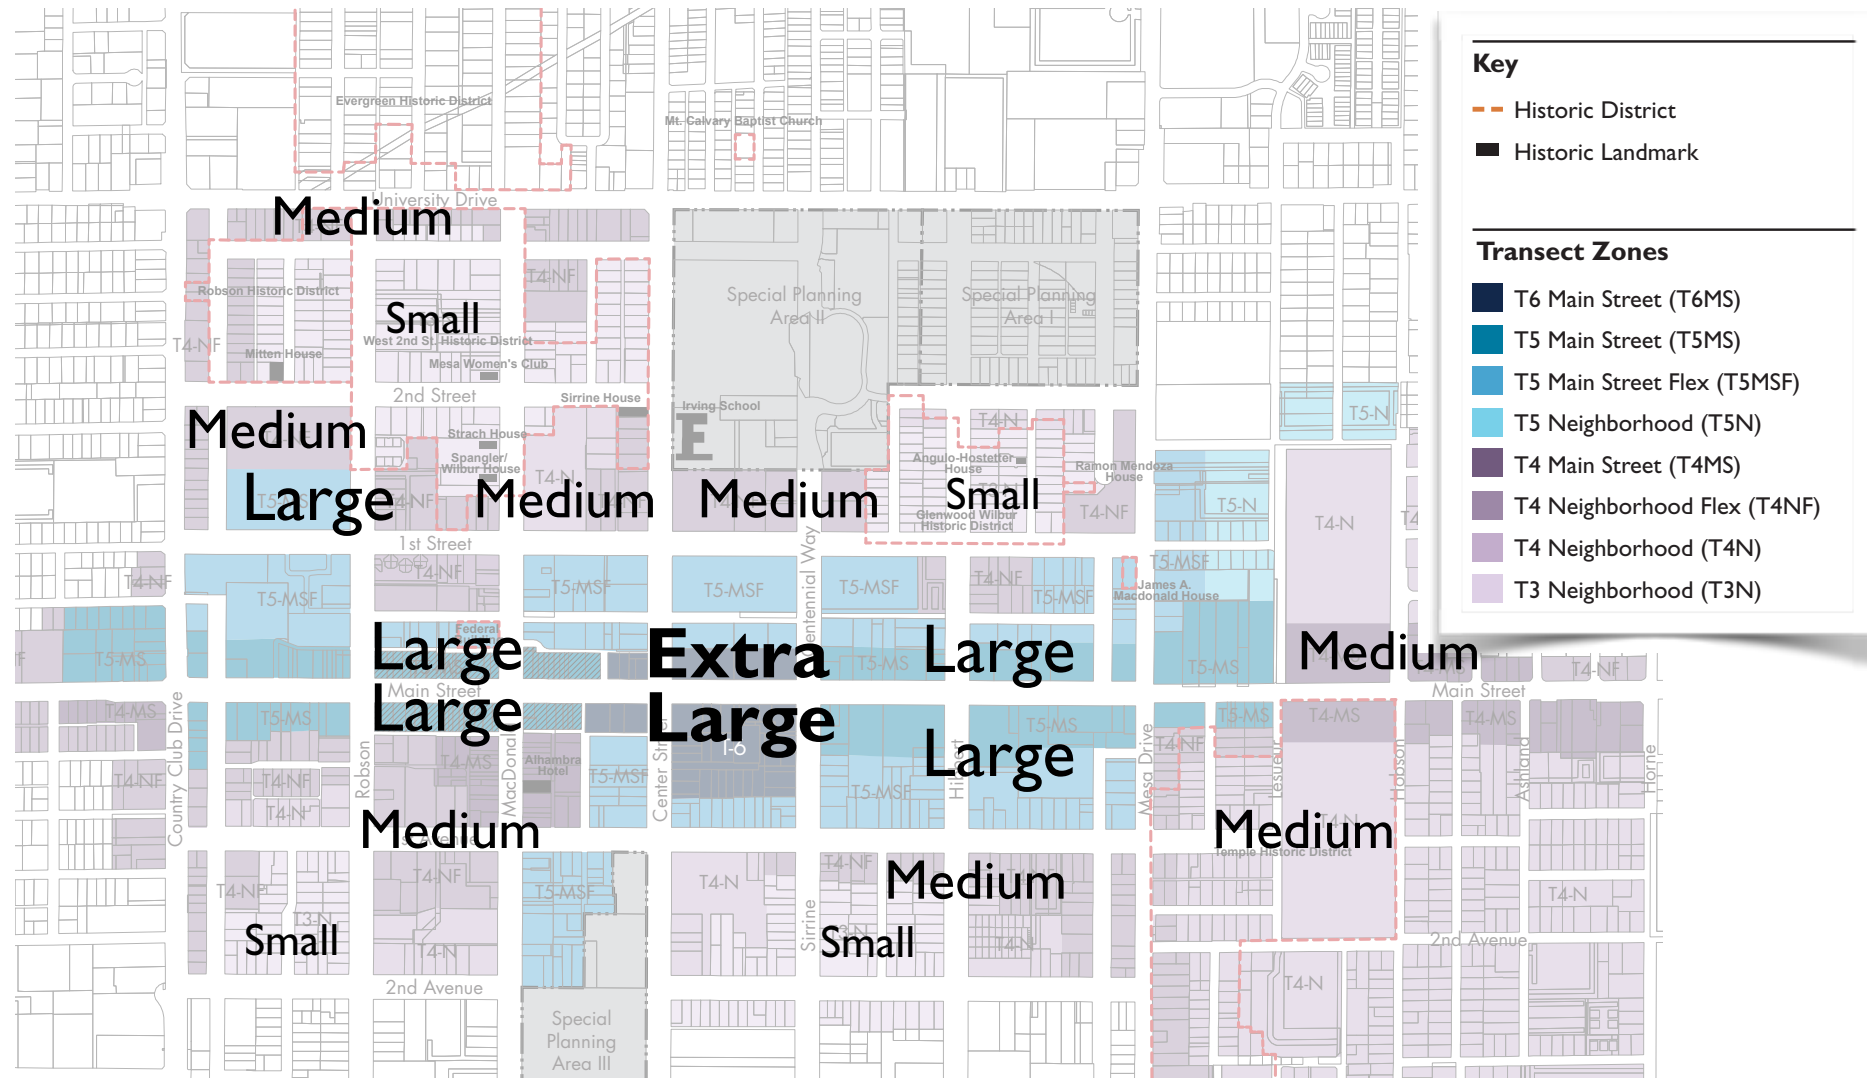 Key
Historic District
Historic Landmark
Transect Zones
T6 Main Street (T6MS)
T5 Main Street (T5MS)
T5 Main Street Flex (T5MSF)
T5 Neighborhood (T5N)
T4 Main Street (T4MS)
T4 Neighborhood Flex (T4NF)
T4 Neighborhood (T4N)
T3 Neighborhood (T3N)
Evergreen Historic District
Mt. Calvary Baptist Church
University Drive
Medium
T4-NF
Special Planning
Area II
Special Planning
Area I
Robson Historic District
Small
T4-NF
West 2nd St. Historic District
Mitten House
Mesa Women's Club
2nd Street
Sirrine House
Irving School
T4-N
T5-N
Medium
Strach House
Spangler/
Wilbur House
T4-N
Angulo-Hostetter
House
Ramon Mendoza
House
Large
T4-NF
Medium
Medium
Small
Glenwood Wilbur
Historic District
T4-NF
T5-N
T4-N
1st Street
T4-NF
T5-MSF
T4-NF
T5-MSF
T5-MSF
Centennial Way
T5-MSF
T4-NF
T5-MSF
T5-MSF
James A.
Macdonald House
T5-MS
Federal
Large
Extra
T5-MS
Large
T5-MS
Medium
T4-NF
Main Street
Main Street
T4-MS
T5-MS
Large
Large
T-6
T5-MS
T5-MS
T4-MS
T4-MS
Country Club Drive
Robson
MacDonald
Center Street
Hibbert
Mesa Drive
Leslieur
Hobson
Ashland
Horne
T4-NF
T4-NF
T4-NF
T4-N
T4-MS
Alhambra
Hotel
T5-MSF
Large
T5-MSF
Medium
1st Avenue
Medium
T4-N
Temple Historic District
T4-NF
T3-N
Small
T4-NF
T4-N
T5-MSF
T4-N
Sirrine
T4-NF
Medium
Small
T4-N
T4-N
2nd Avenue
2nd Avenue
T4-N
Special
Planning
Area III